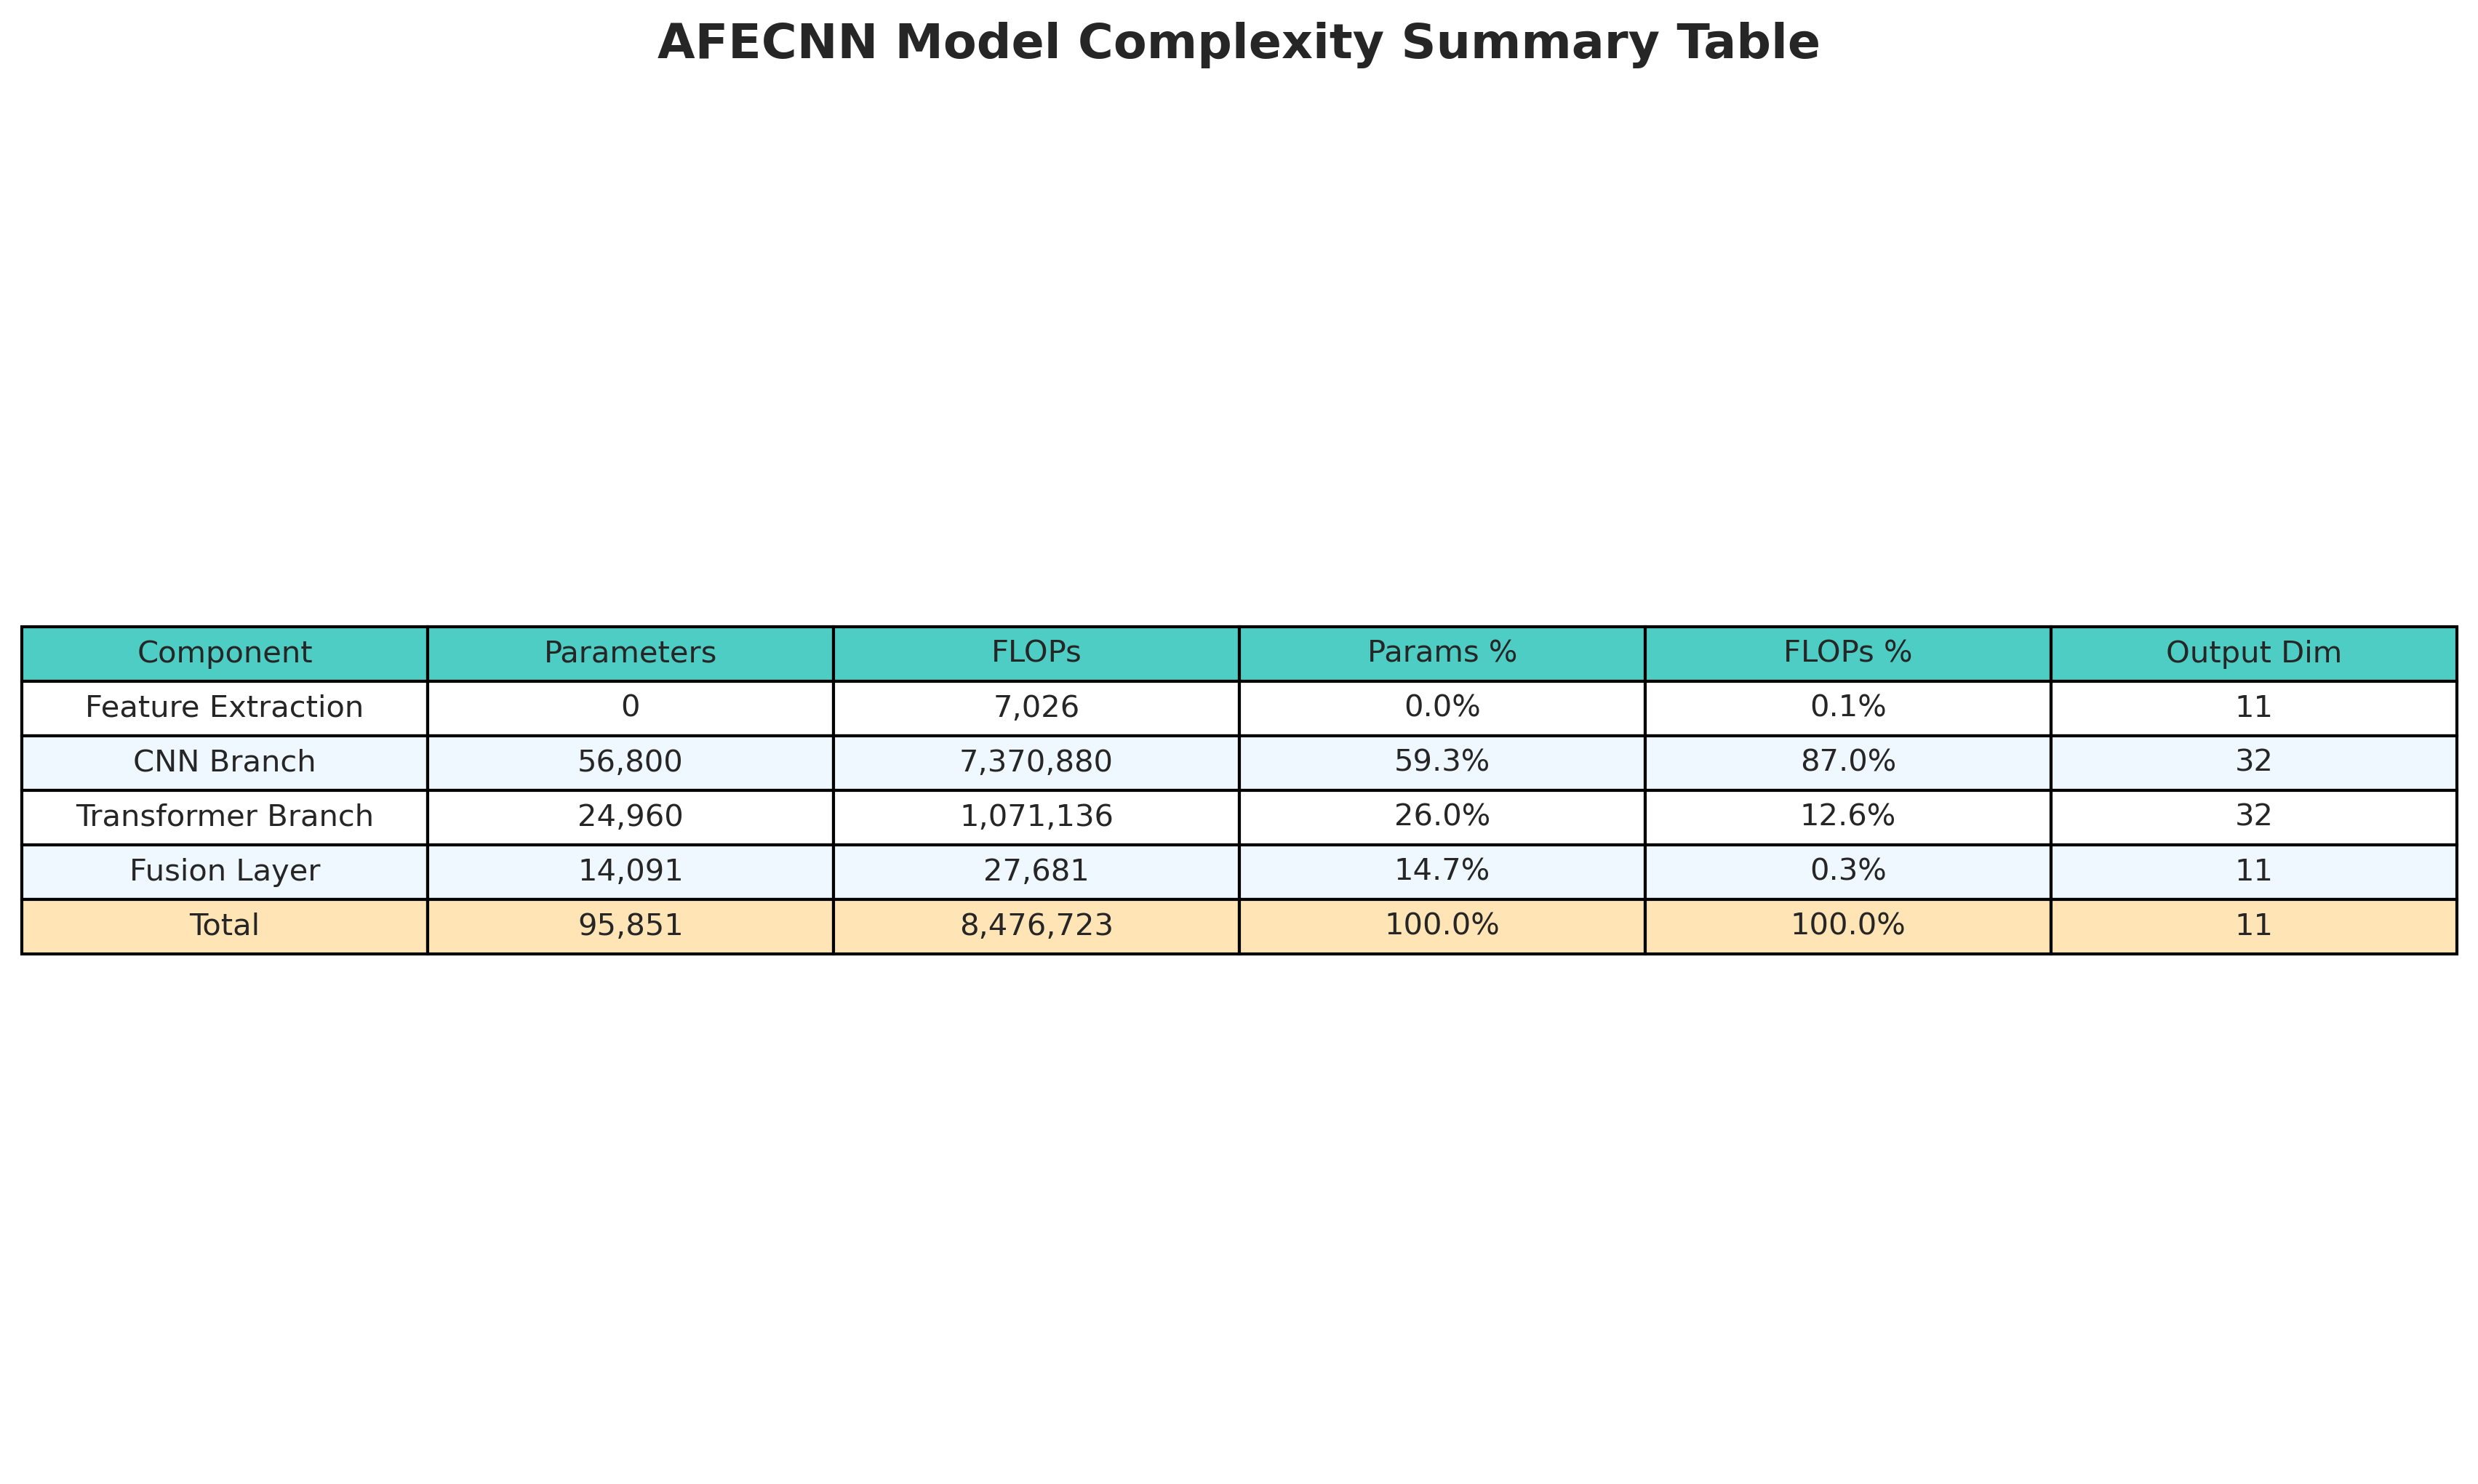 AFECNN Model Complexity Summary Table
Component Parameters FLOPs Params % FLOPs % Output Dim
Feature Extraction 0 7,026 0.0% 0.1% 11
CNN Branch 56,800 7,370,880 59.3% 87.0% 32
Transformer Branch 24,960 1,071,136 26.0% 12.6% 32
Fusion Layer 14,091 27,681 14.7% 0.3% 11
Total 95,851 8,476,723 100.0% 100.0% 11